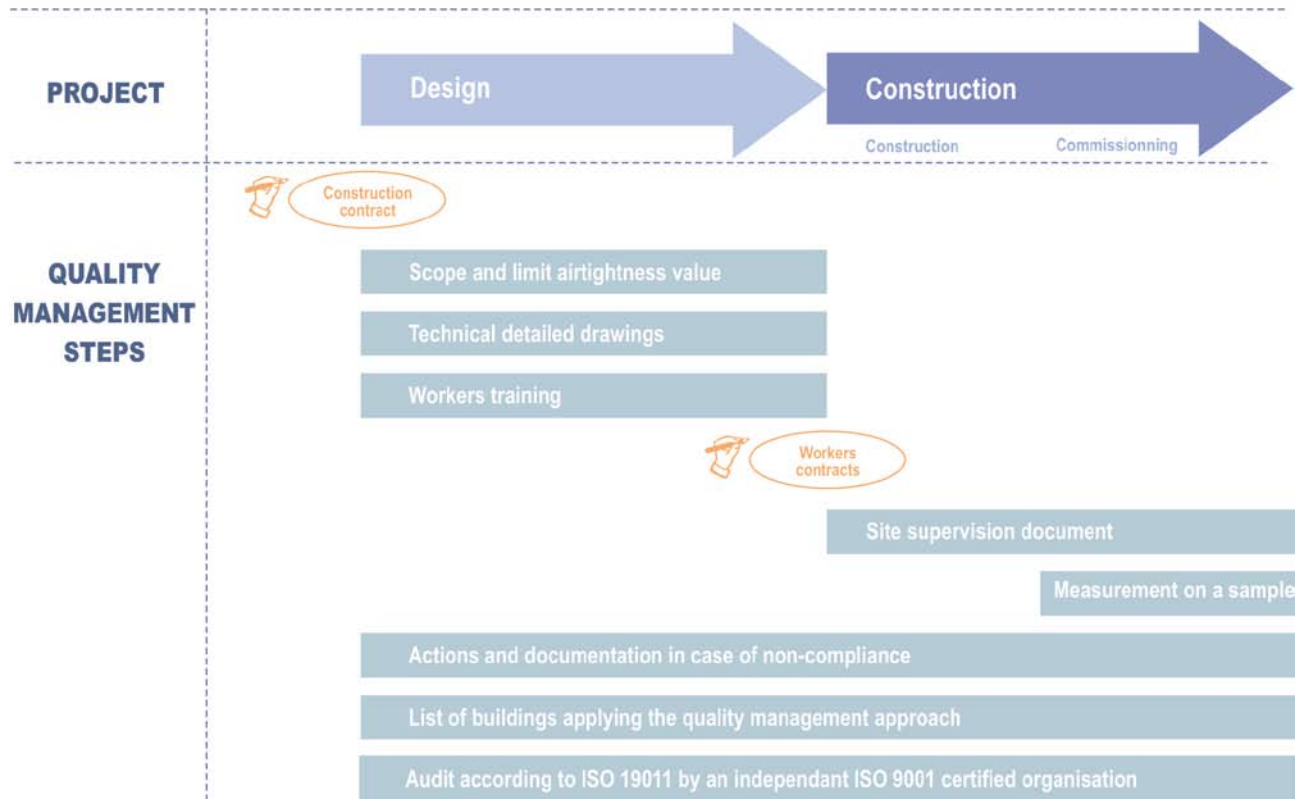 PROJECT
Design
Construction
Construction
Commissionning
Construction
contract
QUALITY
MANAGEMENT
STEPS
Scope and limit airtightness value
Technical detailed drawings
Workers training
Workers
contracts
Site supervision document
Measurement on a sample
Actions and documentation in case of non-compliance
List of buildings applying the quality management approach
Audit according to ISO 19011 by an independant ISO 9001 certified organisation